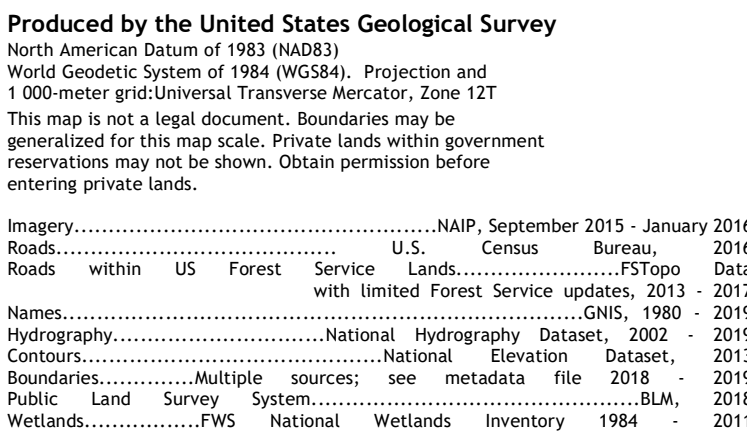 Produced by the United States Geological Survey
North American Datum of 1983 (NAD83)
World Geodetic System of 1984 (WGS84). Projection and
1 000-meter grid:Universal Transverse Mercator, Zone 12T
This map is not a legal document. Boundaries may be
generalized for this map scale. Private lands within government
reservations may not be shown. Obtain permission before
entering private lands.
Imagery.....................................................NAIP, September 2015 - January 2016
Roads......................................... U.S. Census Bureau, 2016
Roads within US Forest Service Lands........................FSTopo Data
with limited Forest Service updates, 2013 - 2017
Names............................................................................GNIS, 1980 - 2019
Hydrography...............................National Hydrography Dataset, 2002 - 2019
Contours............................................National Elevation Dataset, 2013
Boundaries..............Multiple sources; see metadata file 2018 - 2019
Public Land Survey System................................................BLM, 2018
Wetlands.................FWS National Wetlands Inventory 1984 - 2011